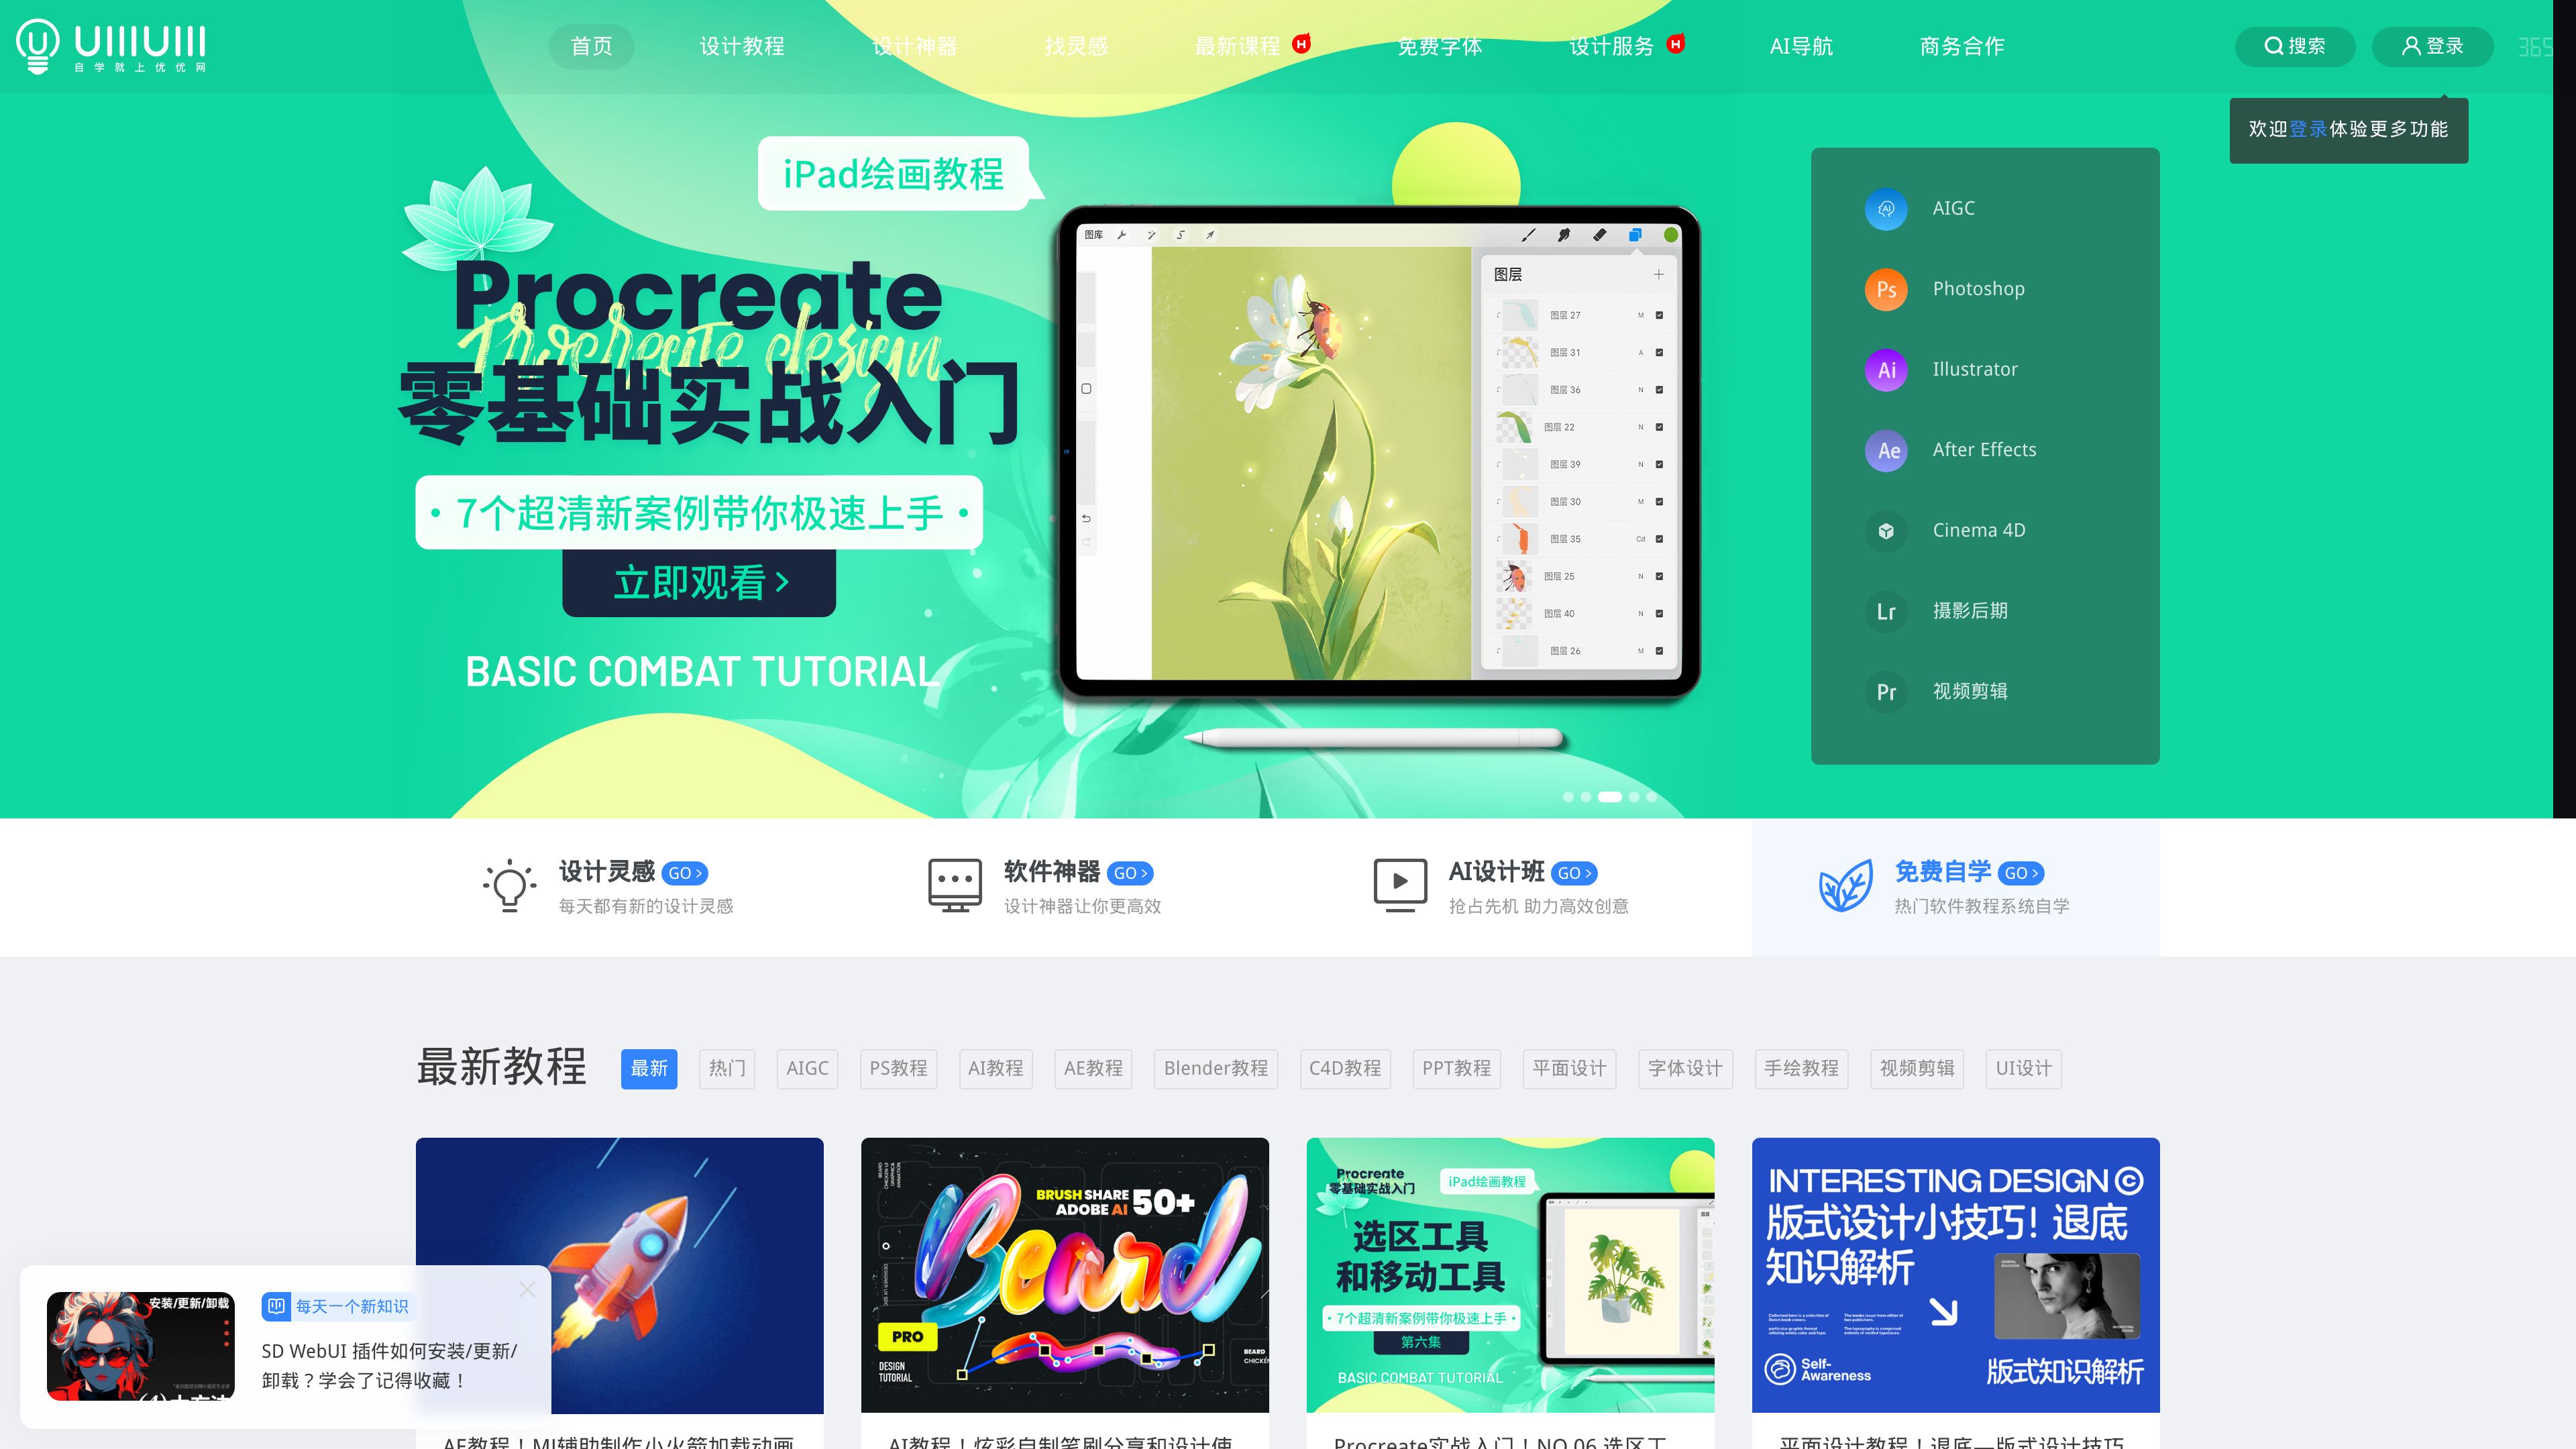 UIIIUIII
自学就上优优网
首页
设计教程
设计神器
找灵感
最新课程
H
免费字体
设计服务
H
AI导航
商务合作
搜索
登录
365
欢迎登录体验更多功能
iPad绘画教程
Procreate
Procreate design
零基础实战入门
· 7个超清新案例带你极速上手 ·
立即观看 >
BASIC COMBAT TUTORIAL
图库
图层
图层 27 M
图层 31 A
图层 36 N
图层 22 N
图层 39 N
图层 30 M
图层 35 Cd
图层 25 N
图层 40 N
图层 26 M
AI AIGC
Ps Photoshop
Ai Illustrator
Ae After Effects
Cinema 4D
Lr 摄影后期
Pr 视频剪辑
设计灵感 GO >
每天都有新的设计灵感
软件神器 GO >
设计神器让你更高效
AI设计班 GO >
抢占先机 助力高效创意
免费自学 GO >
热门软件教程系统自学
最新教程
最新
热门
AIGC
PS教程
AI教程
AE教程
Blender教程
C4D教程
PPT教程
平面设计
字体设计
手绘教程
视频剪辑
UI设计
BRUSH SHARE
ADOBE AI 50+
Beard
PRO
DESIGN
TUTORIAL
BEARD
Procreate
零基础实战入门
iPad绘画教程
选区工具
和移动工具
· 7个超清新案例带你极速上手 ·
第六集
BASIC COMBAT TUTORIAL
INTERESTING DESIGN ©
版式设计小技巧！退底
知识解析
Self-
Awareness
版式知识解析
安装/更新/卸载
每天一个新知识
SD WebUI 插件如何安装/更新/
卸载？学会了记得收藏！
AE教程！MJ辅助制作小火箭加载动画
AI教程！炫彩自制笔刷分享和设计使
Procreate实战入门！NO.06 选区工
平面设计教程！退底—版式设计技巧